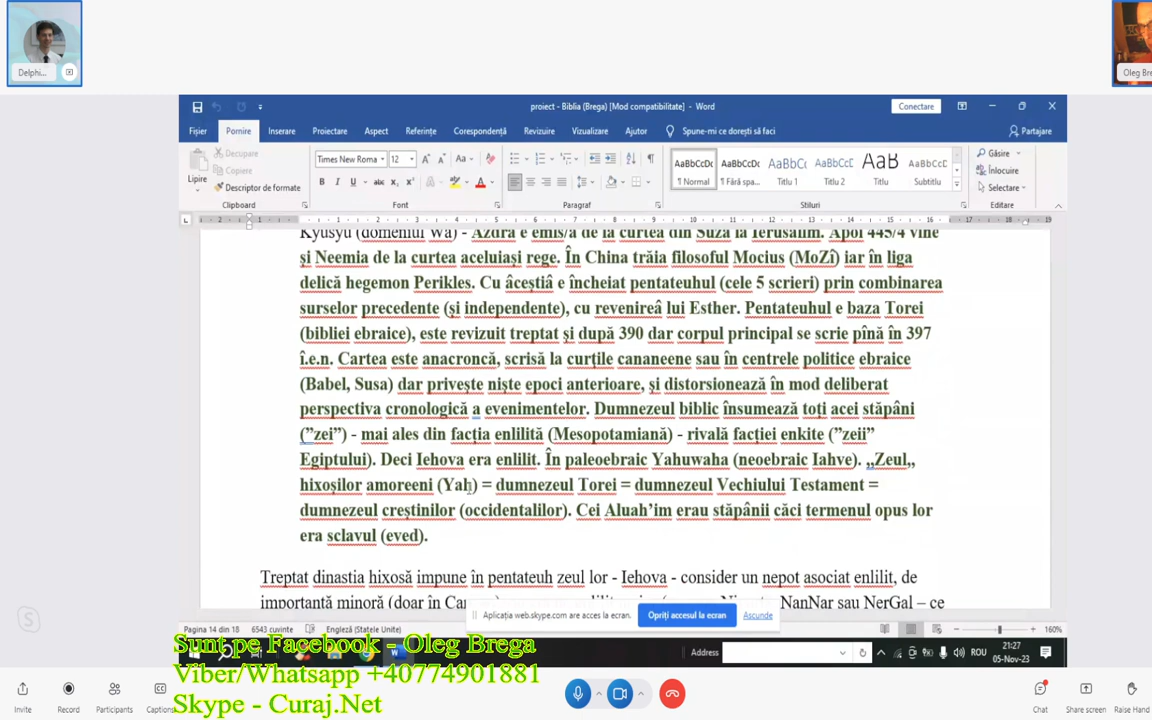 Delphi...
Oleg Bre
proiect - Biblia (Brega) [Mod compatibilitate] - Word
Conectare
Fișier Pornire Inserare Proiectare Aspect Referințe Corespondență Revizuire Vizualizare Ajutor Spune-mi ce dorești să faci Partajare
Lipire
Decupare
Copiere
Descriptor de formate
Times New Roma 12
AaBbCcDc AaBbCcDc AaBbC AaBbCcD AaB AaBbCcD
¶ Normal ¶ Fără spa... Titlu 1 Titlu 2 Titlu Subtitlu
Găsire
Înlocuire
Selectare
Clipboard Font Paragraf Stiluri Editare
Kyusyu (domeniul Wa) - Azdra e emis/a de la curtea din Suza la Ierusalim. Apoi 445/4 vine
și Neemia de la curtea aceluiași rege. În China trăia filosoful Mocius (MoZî) iar în liga
delică hegemon Perikles. Cu âceștiâ e încheiat pentateuhul (cele 5 scrieri) prin combinarea
surselor precedente (și independente), cu revenireâ lui Esther. Pentateuhul e baza Torei
(bibliei ebraice), este revizuit treptat și după 390 dar corpul principal se scrie pînă în 397
î.e.n. Cartea este anacroncă, scrisă la curțile cananeene sau în centrele politice ebraice
(Babel, Susa) dar privește niște epoci anterioare, și distorsionează în mod deliberat
perspectiva cronologică a evenimentelor. Dumnezeul biblic însumează toți acei stăpâni
(”zei”) - mai ales din facția enlilită (Mesopotamiană) - rivală facției enkite (”zeii”
Egiptului). Deci Iehova era enlilit. În paleoebraic Yahuwaha (neoebraic Iahve). „Zeul„
hixoșilor amoreeni (Yah) = dumnezeul Torei = dumnezeul Vechiului Testament =
dumnezeul creștinilor (occidentalilor). Cei Aluah’im erau stăpânii căci termenul opus lor
era sclavul (eved).
Treptat dinastia hixosă impune în pentateuh zeul lor - Iehova - consider un nepot asociat enlilit, de
importanță minoră (doar în NanNar sau NerGal – ce
Aplicația web.skype.com are acces la ecran. Opriți accesul la ecran Ascunde
Pagina 14 din 18 6543 cuvinte Engleză (Statele Unite) 160%
Address RO 21:27
05-Nov-23
Sunt pe Facebook - Oleg Brega
Viber/Whatsapp +40774901881
Skype - Curaj.Net
Invite Record Participants Captions Chat Share screen Raise Hand